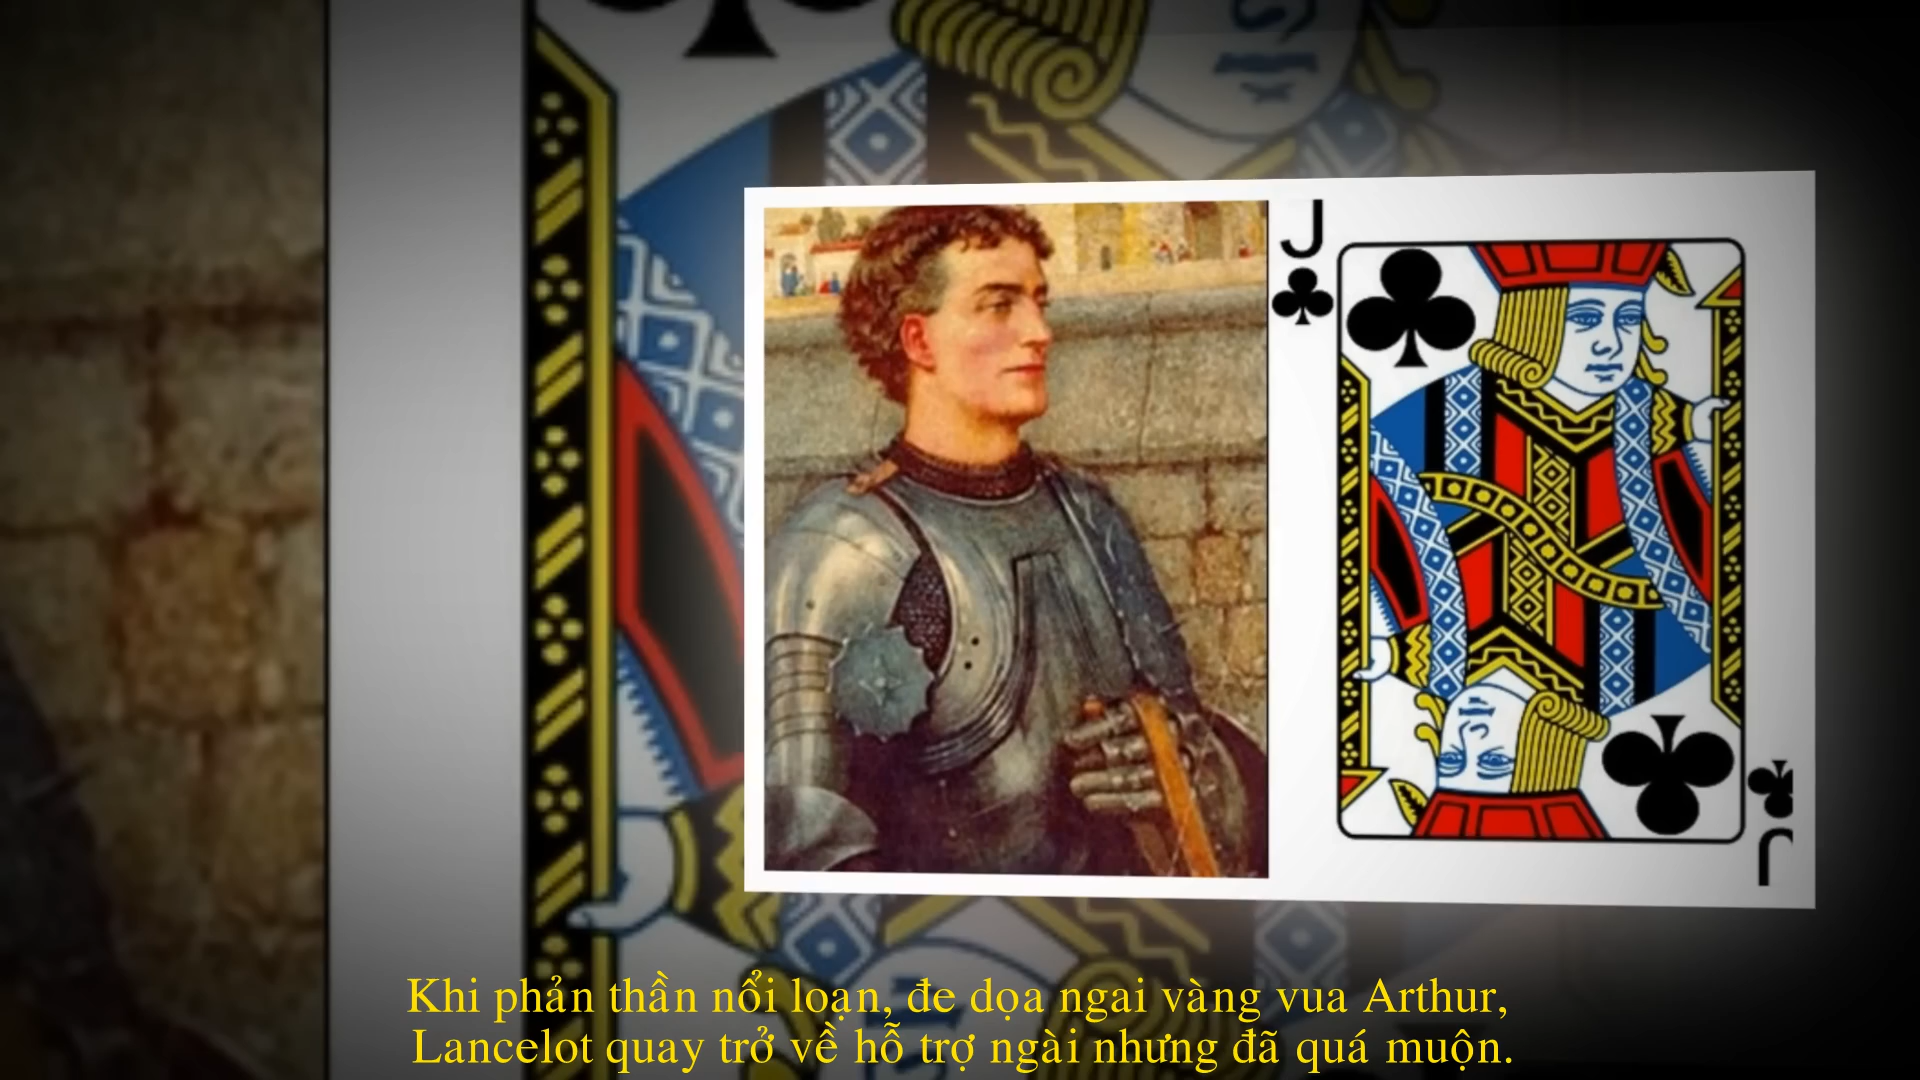 J
Khi phản thần nổi loạn, đe dọa ngai vàng vua Arthur,
Lancelot quay trở về hỗ trợ ngài nhưng đã quá muộn.
J